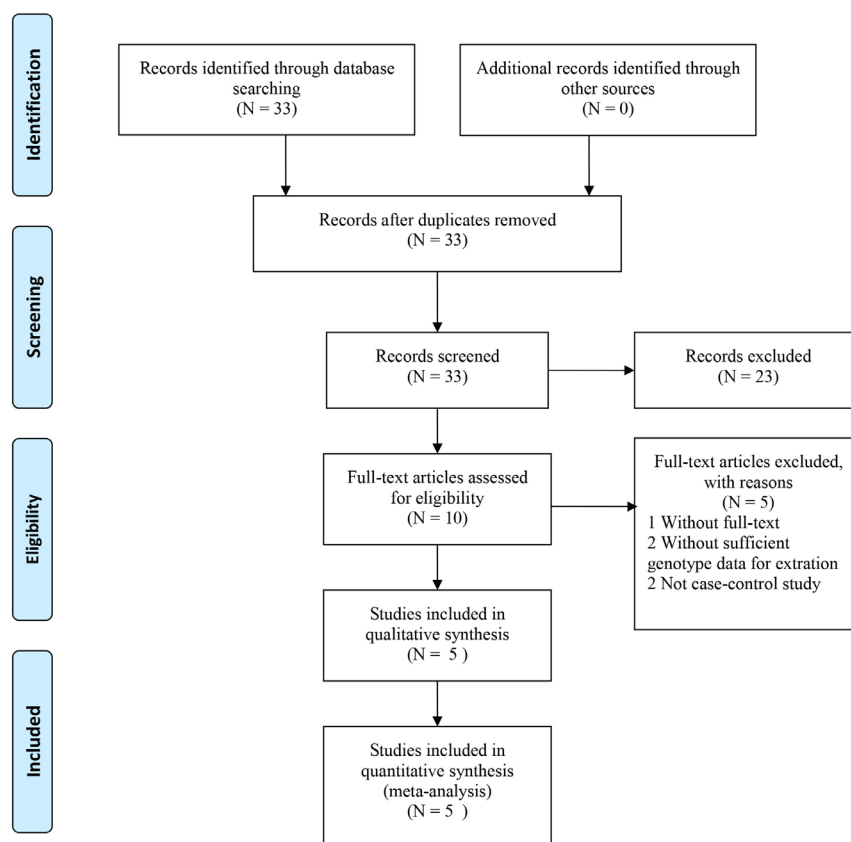 Identification
Records identified through database
searching
(N = 33)
Additional records identified through
other sources
(N = 0)
Records after duplicates removed
(N = 33)
Screening
Records screened
(N = 33)
Records excluded
(N = 23)
Eligibility
Full-text articles assessed
for eligibility
(N = 10)
Full-text articles excluded,
with reasons
(N = 5)
1 Without full-text
2 Without sufficient
genotype data for extration
2 Not case-control study
Studies included in
qualitative synthesis
(N = 5 )
Included
Studies included in
quantitative synthesis
(meta-analysis)
(N = 5 )